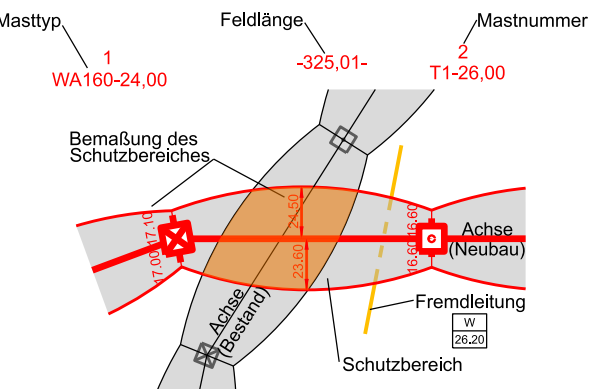 Masttyp
Feldlänge
Mastnummer
1
WA160-24,00
-325,01-
2
T1-26,00
Bemaßung des
Schutzbereiches
21.50
23.60
17.10
17.00
16.60
16.60
Achse
(Neubau)
Achse
(Bestand)
Fremdleitung
W
26.20
Schutzbereich